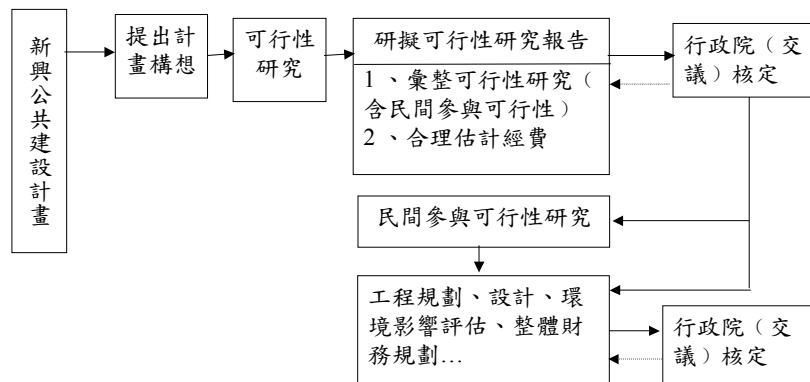 新興公共建設計畫
提出計
畫構想
可行性
研究
研擬可行性研究報告
1、彙整可行性研究（
含民間參與可行性）
2、合理估計經費
行政院（交
議）核定
民間參與可行性研究
工程規劃、設計、環
境影響評估、整體財
務規劃…
行政院（交
議）核定